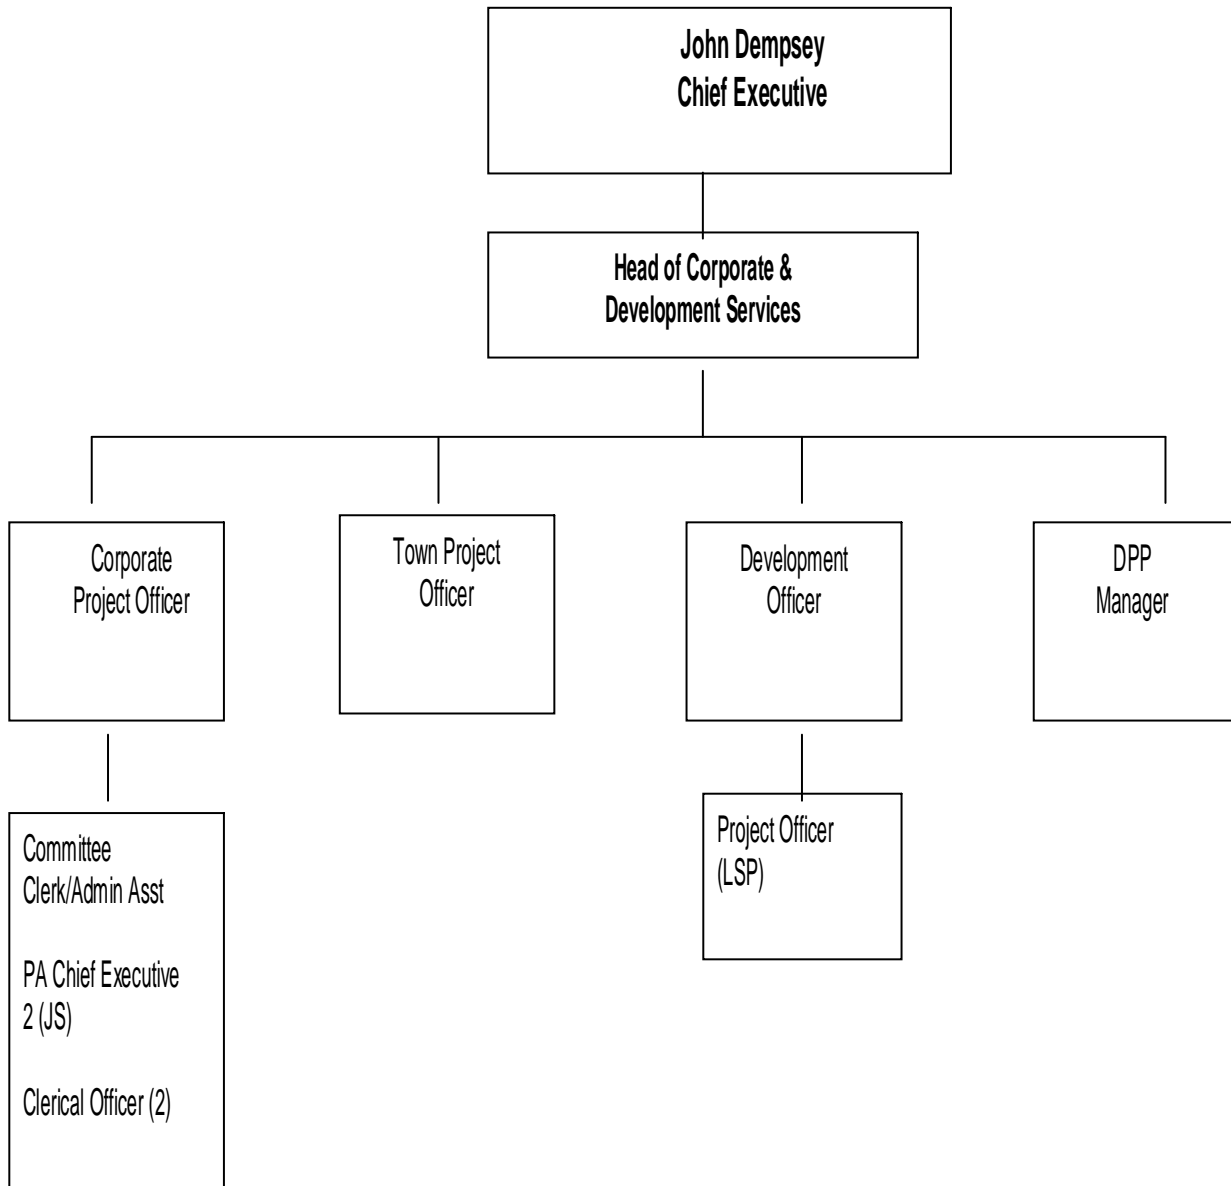 John Dempsey
Chief Executive
Head of Corporate &
Development Services
Corporate
Project Officer
Town Project
Officer
Development
Officer
DPP
Manager
Committee
Clerk/Admin Asst
PA Chief Executive
2 (JS)
Clerical Officer (2)
Project Officer
(LSP)